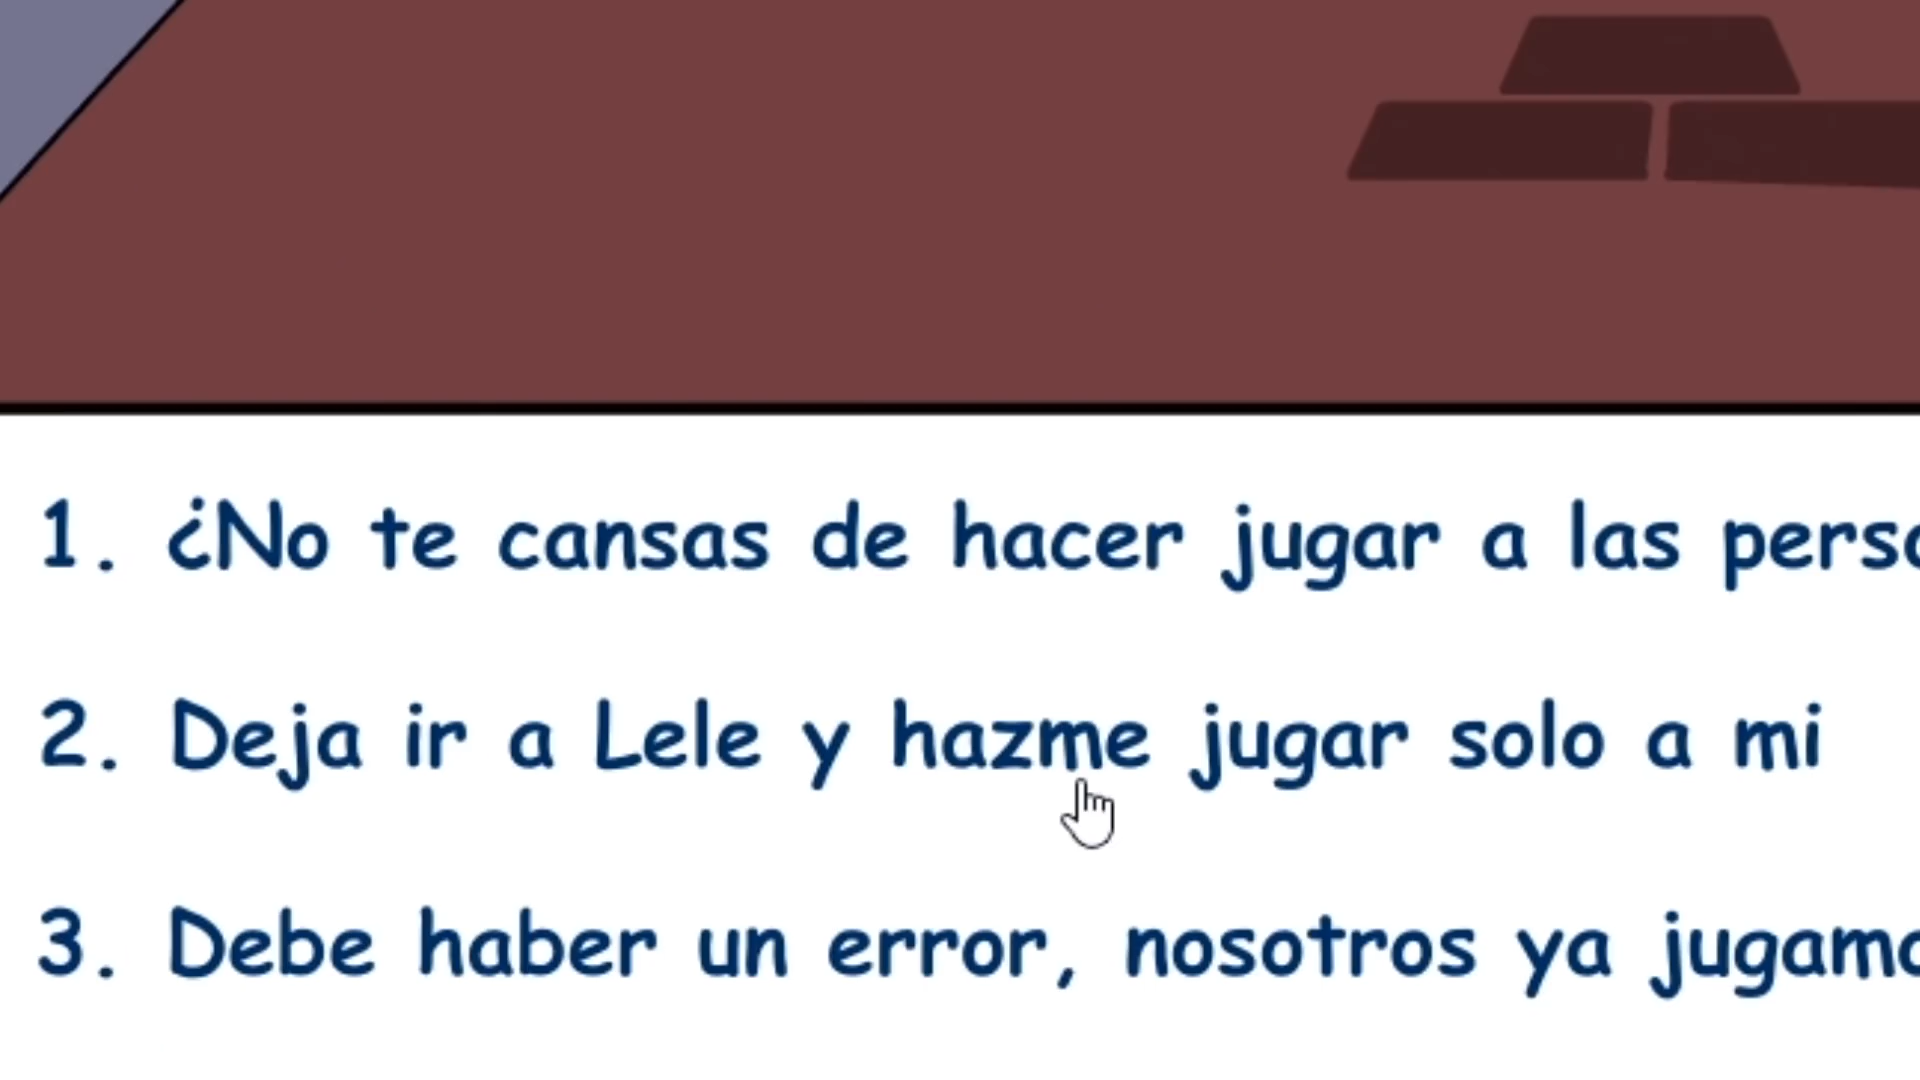 1. ¿No te cansas de hacer jugar a las
2. Deja ir a Lele y hazme jugar solo a mi
3. Debe haber un error, nosotros ya